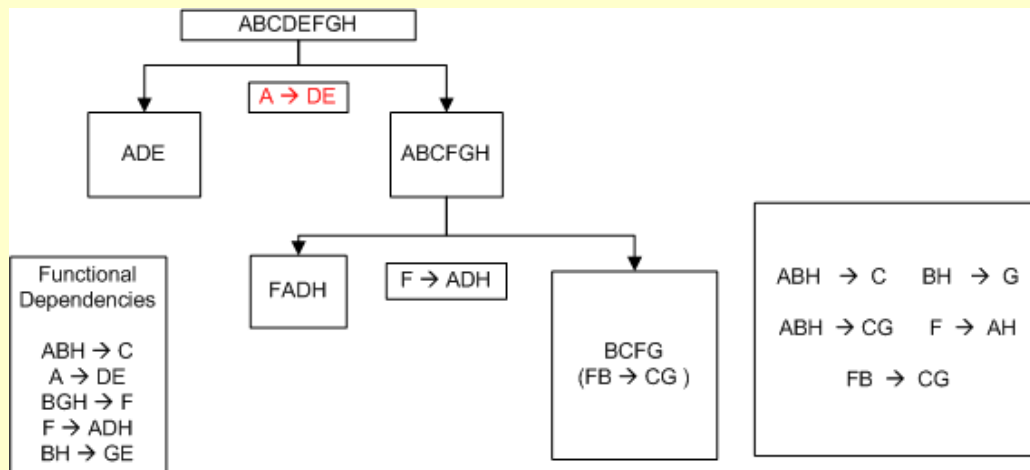 ABCDEFGH
A → DE
ADE
ABCFGH
FADH
F → ADH
BCFG
(FB → CG )
Functional
Dependencies
ABH → C
A → DE
BGH → F
F → ADH
BH → GE
ABH → C BH → G
ABH → CG F → AH
FB → CG